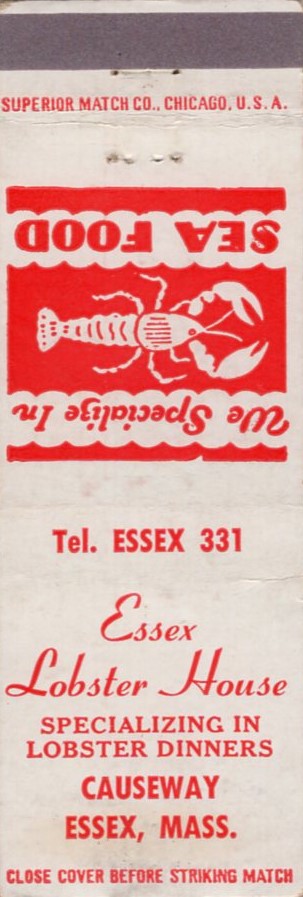 SUPERIOR MATCH CO., CHICAGO, U.S.A.
We Specialize In
SEA FOOD
Tel. ESSEX 331
Essex
Lobster House
SPECIALIZING IN
LOBSTER DINNERS
CAUSEWAY
ESSEX, MASS.
CLOSE COVER BEFORE STRIKING MATCH